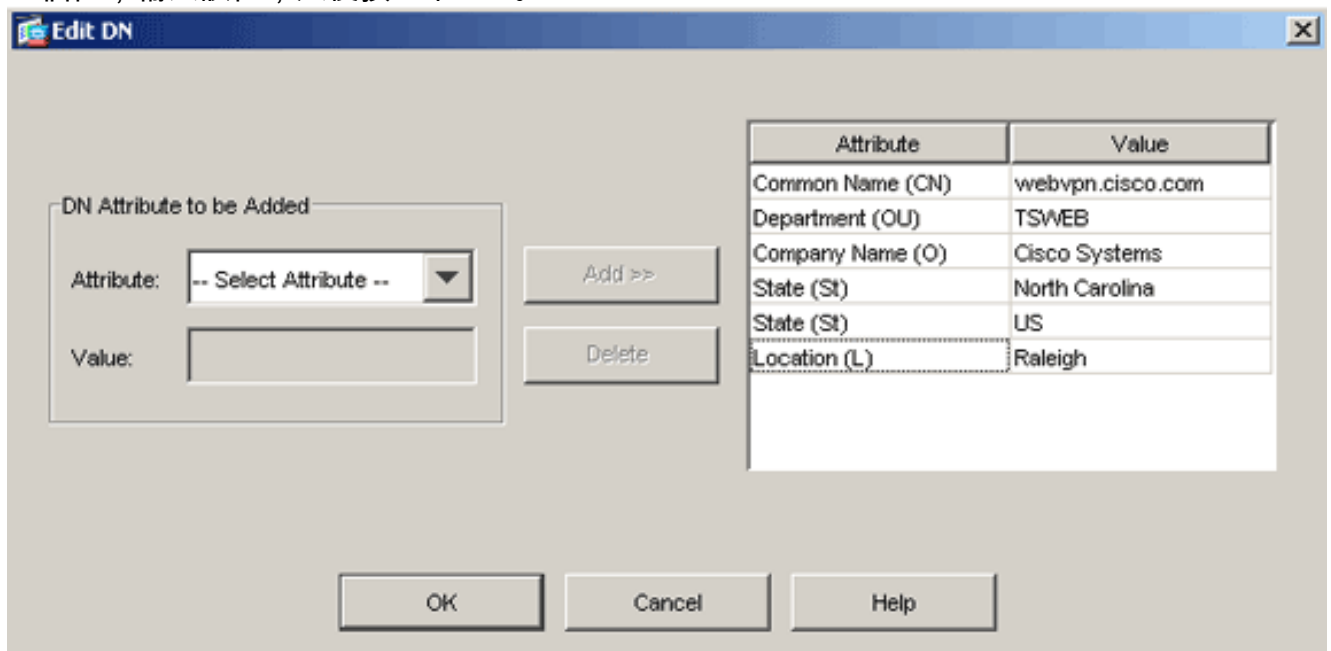 Edit DN
DN Attribute to be Added
Attribute: -- Select Attribute --
Value:
Add >>
Delete
Attribute Value
Common Name (CN) webvpn.cisco.com
Department (OU) TSWEB
Company Name (O) Cisco Systems
State (St) North Carolina
State (St) US
Location (L) Raleigh
OK Cancel Help